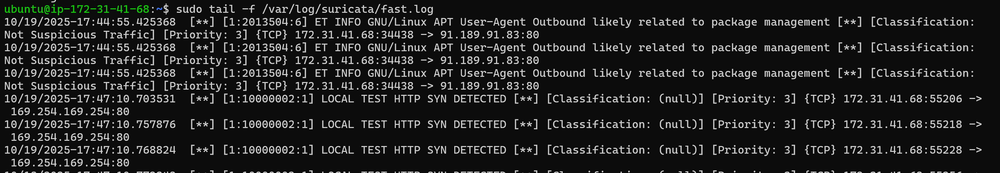 ubuntu@ip-172-31-41-68:~$ sudo tail -f /var/log/suricata/fast.log
10/19/2025-17:44:55.425368  [**] [1:2013504:6] ET INFO GNU/Linux APT User-Agent Outbound likely related to package management [**] [Classification:
Not Suspicious Traffic] [Priority: 3] {TCP} 172.31.41.68:34438 -> 91.189.91.83:80
10/19/2025-17:44:55.425368  [**] [1:2013504:6] ET INFO GNU/Linux APT User-Agent Outbound likely related to package management [**] [Classification:
Not Suspicious Traffic] [Priority: 3] {TCP} 172.31.41.68:34438 -> 91.189.91.83:80
10/19/2025-17:44:55.425368  [**] [1:2013504:6] ET INFO GNU/Linux APT User-Agent Outbound likely related to package management [**] [Classification:
Not Suspicious Traffic] [Priority: 3] {TCP} 172.31.41.68:34438 -> 91.189.91.83:80
10/19/2025-17:47:10.703531  [**] [1:10000002:1] LOCAL TEST HTTP SYN DETECTED [**] [Classification: (null)] [Priority: 3] {TCP} 172.31.41.68:55206 ->
 169.254.169.254:80
10/19/2025-17:47:10.757876  [**] [1:10000002:1] LOCAL TEST HTTP SYN DETECTED [**] [Classification: (null)] [Priority: 3] {TCP} 172.31.41.68:55218 ->
 169.254.169.254:80
10/19/2025-17:47:10.768824  [**] [1:10000002:1] LOCAL TEST HTTP SYN DETECTED [**] [Classification: (null)] [Priority: 3] {TCP} 172.31.41.68:55228 ->
 169.254.169.254:80